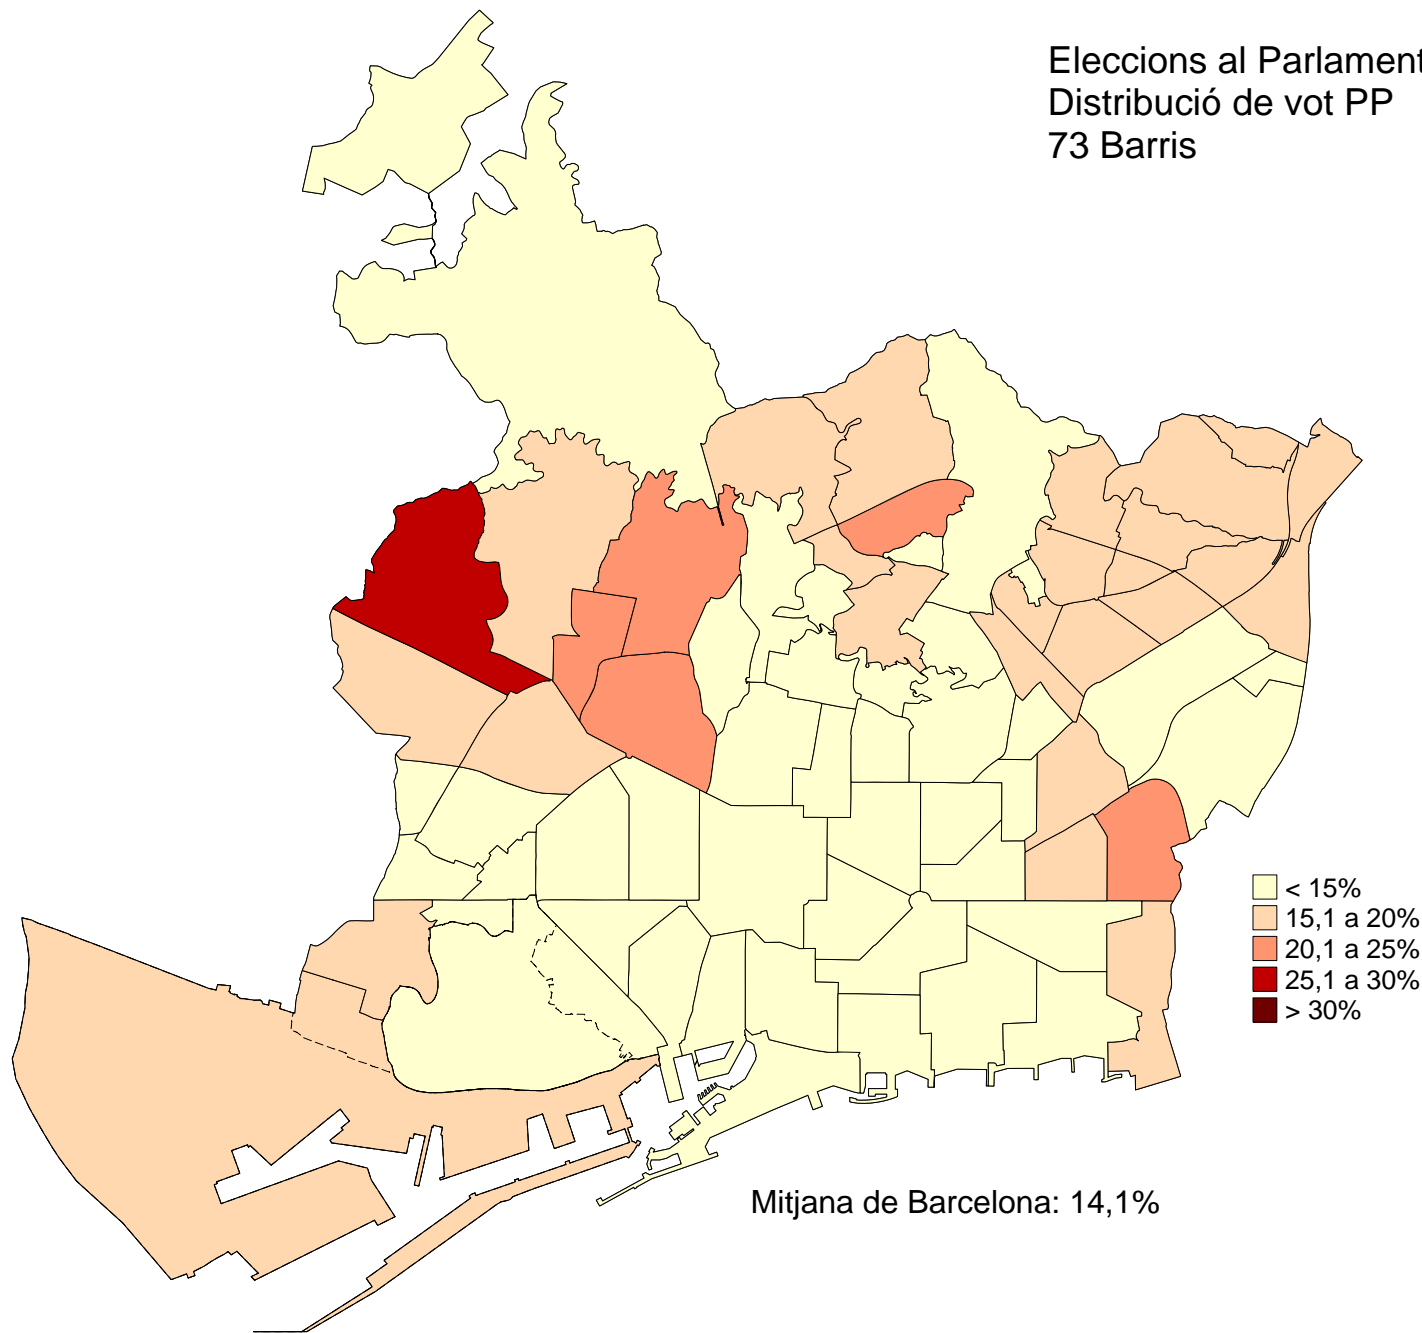 Eleccions al Parlament
Distribució de vot PP
73 Barris
< 15%
15,1 a 20%
20,1 a 25%
25,1 a 30%
> 30%
Mitjana de Barcelona: 14,1%